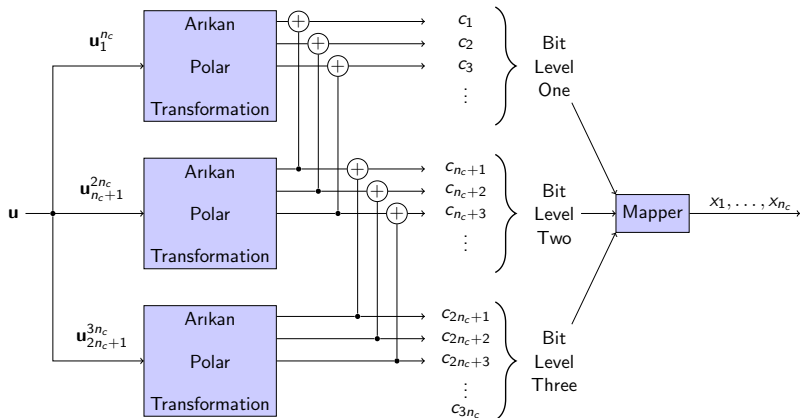 Arıkan
Polar
Transformation
u_1^{n_c}
c_1
c_2
c_3
⋮
Bit
Level
One
Arıkan
Polar
Transformation
u
u_{n_c+1}^{2n_c}
c_{n_c+1}
c_{n_c+2}
c_{n_c+3}
⋮
Bit
Level
Two
Mapper
x_1, . . . , x_{n_c}
Arıkan
Polar
Transformation
u_{2n_c+1}^{3n_c}
c_{2n_c+1}
c_{2n_c+2}
c_{2n_c+3}
⋮
c_{3n_c}
Bit
Level
Three